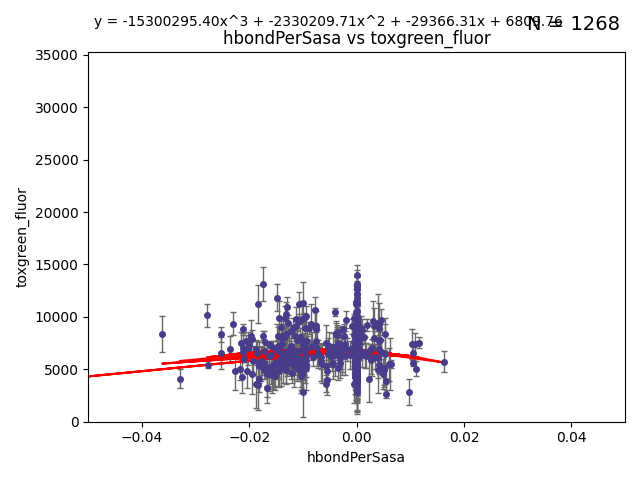 y = -15300295.40x^3 + -2330209.71x^2 + -29366.31x + 6809.76
N = 1268
hbondPerSasa vs toxgreen_fluor
35000
30000
25000
20000
15000
10000
5000
0
toxgreen_fluor
−0.04 −0.02 0.00 0.02 0.04
hbondPerSasa